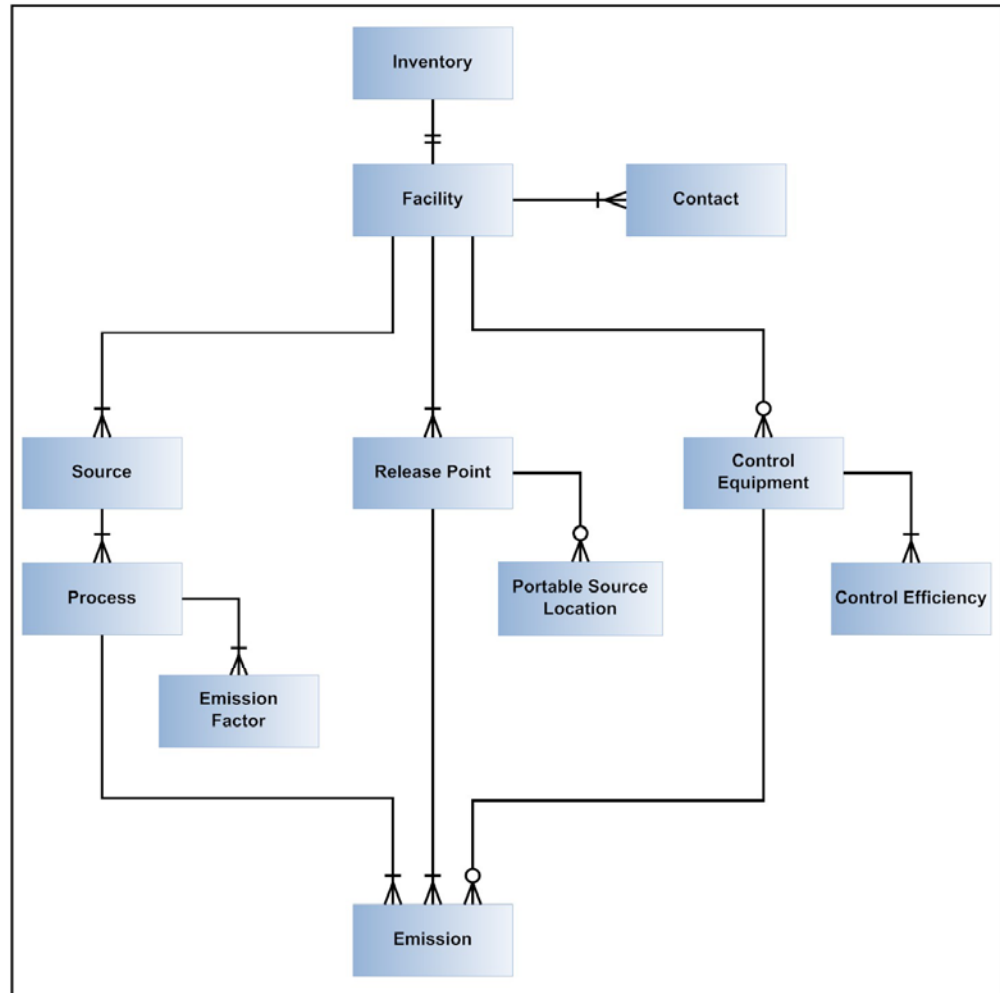 Inventory
Facility
Contact
Source
Release Point
Control
Equipment
Process
Portable Source
Location
Control Efficiency
Emission
Factor
Emission